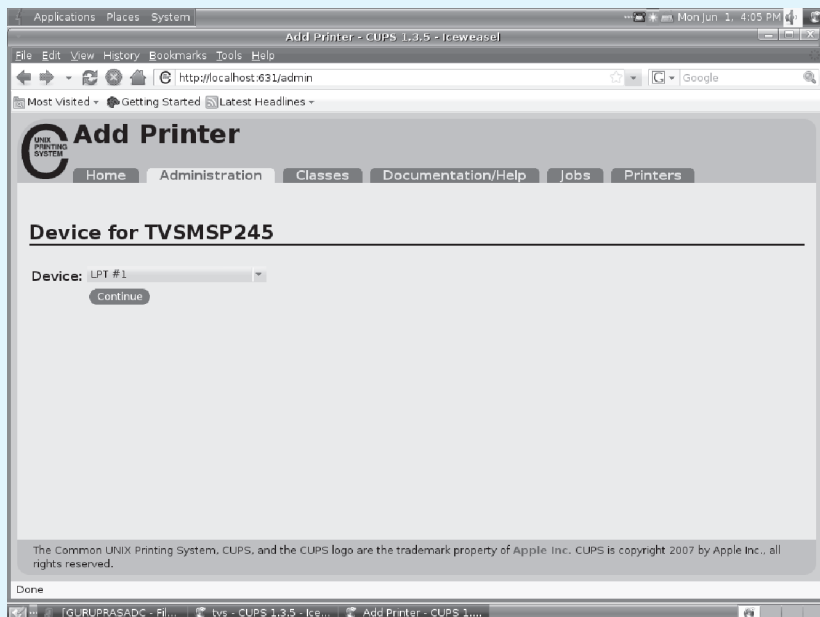 Applications Places System
Mon Jun 1, 4:05 PM
Add Printer - CUPS 1.3.5 - Iceweasel
File Edit View History Bookmarks Tools Help
http://localhost:631/admin
G Google
Most Visited Getting Started Latest Headlines
UNIX PRINTING SYSTEM
Add Printer
Home Administration Classes Documentation/Help Jobs Printers
Device for TVSMSP245
Device: LPT #1
Continue
The Common UNIX Printing System, CUPS, and the CUPS logo are the trademark property of Apple Inc. CUPS is copyright 2007 by Apple Inc., all
rights reserved.
Done
[GURUPRASADC - Fil... tvs - CUPS 1.3.5 - Ice... Add Printer - CUPS 1....